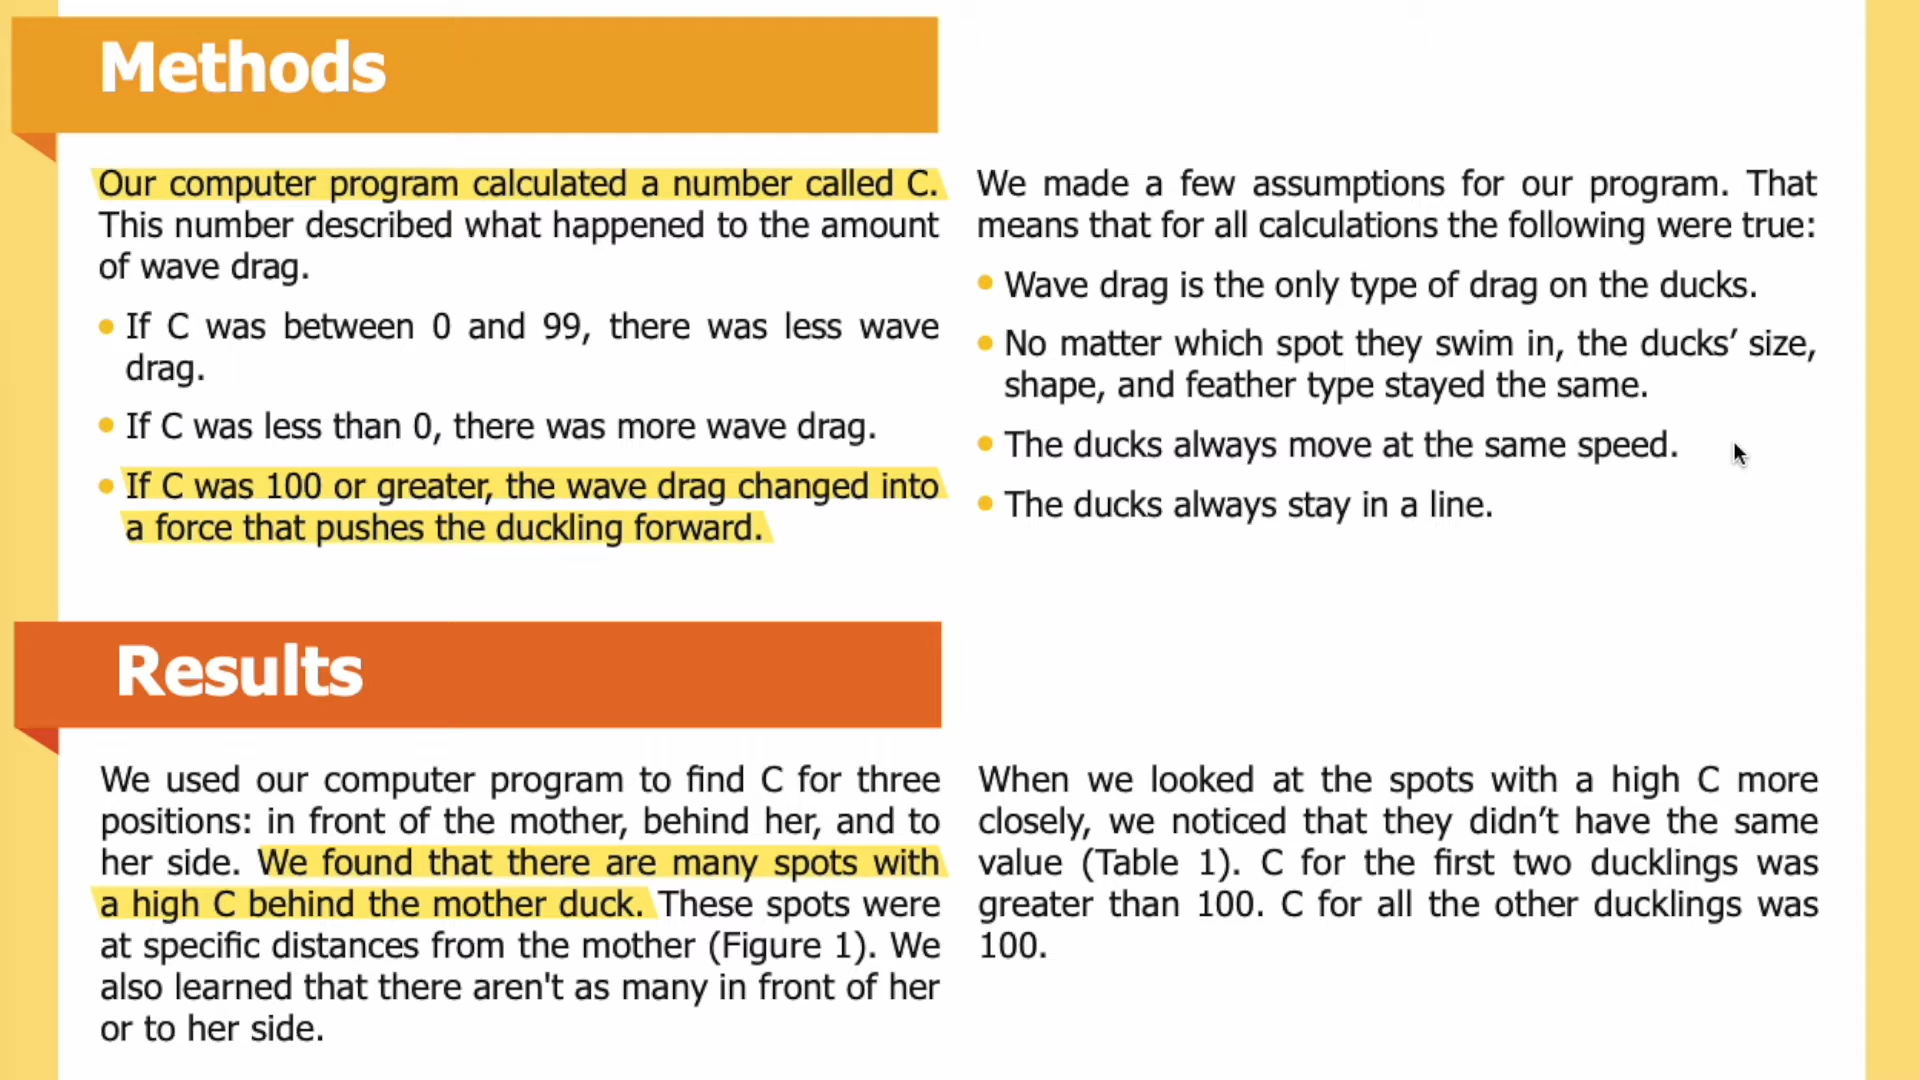 Methods
Our computer program calculated a number called C.
This number described what happened to the amount
of wave drag.
• If C was between 0 and 99, there was less wave
drag.
• If C was less than 0, there was more wave drag.
• If C was 100 or greater, the wave drag changed into
a force that pushes the duckling forward.
We made a few assumptions for our program. That
means that for all calculations the following were true:
• Wave drag is the only type of drag on the ducks.
• No matter which spot they swim in, the ducks’ size,
shape, and feather type stayed the same.
• The ducks always move at the same speed.
• The ducks always stay in a line.
Results
We used our computer program to find C for three
positions: in front of the mother, behind her, and to
her side. We found that there are many spots with
a high C behind the mother duck. These spots were
at specific distances from the mother (Figure 1). We
also learned that there aren't as many in front of her
or to her side.
When we looked at the spots with a high C more
closely, we noticed that they didn’t have the same
value (Table 1). C for the first two ducklings was
greater than 100. C for all the other ducklings was
100.